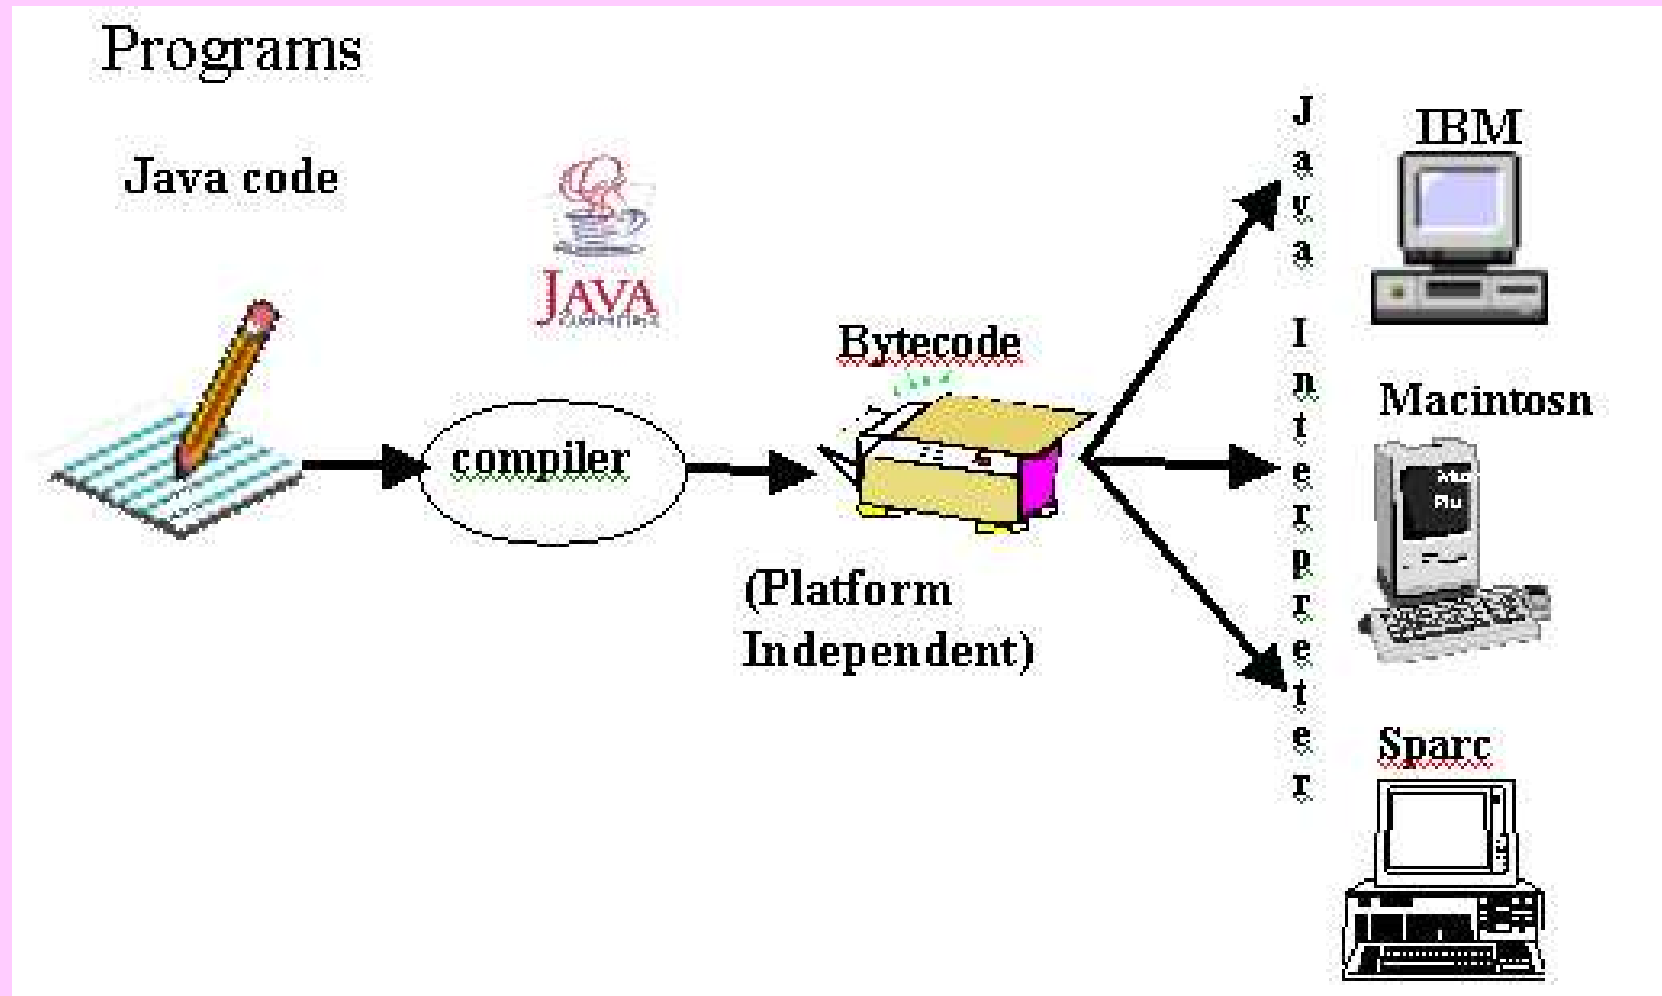 Programs
Java code
JAVA
compiler
Bytecode
(Platform
Independent)
Java Interpreter
IBM
Macintosn
Sparc